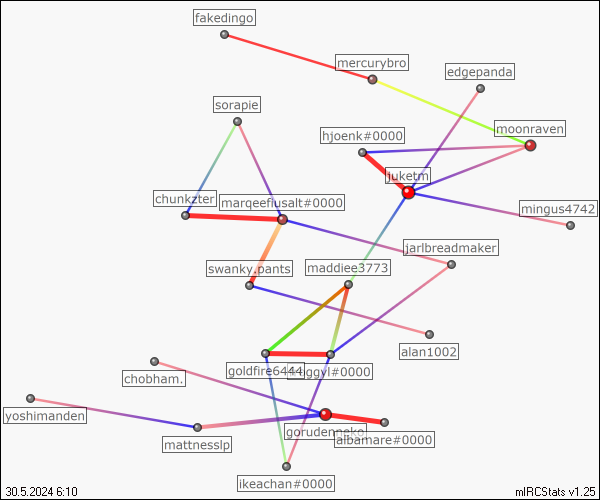 fakedingo
mercurybro
edgepanda
sorapie
moonraven
hjoenk#0000
juketm
chunkzter
marqeeflusalt#0000
mingus4742
jarlbreadmaker
swanky.pants
maddiee3773
alan1002
goldfire6444
#0000
chobham.
yoshimanden
gorudenneko
albamare#0000
mattnesslp
ikeachan#0000
30.5.2024 6:10
mIRCStats v1.25